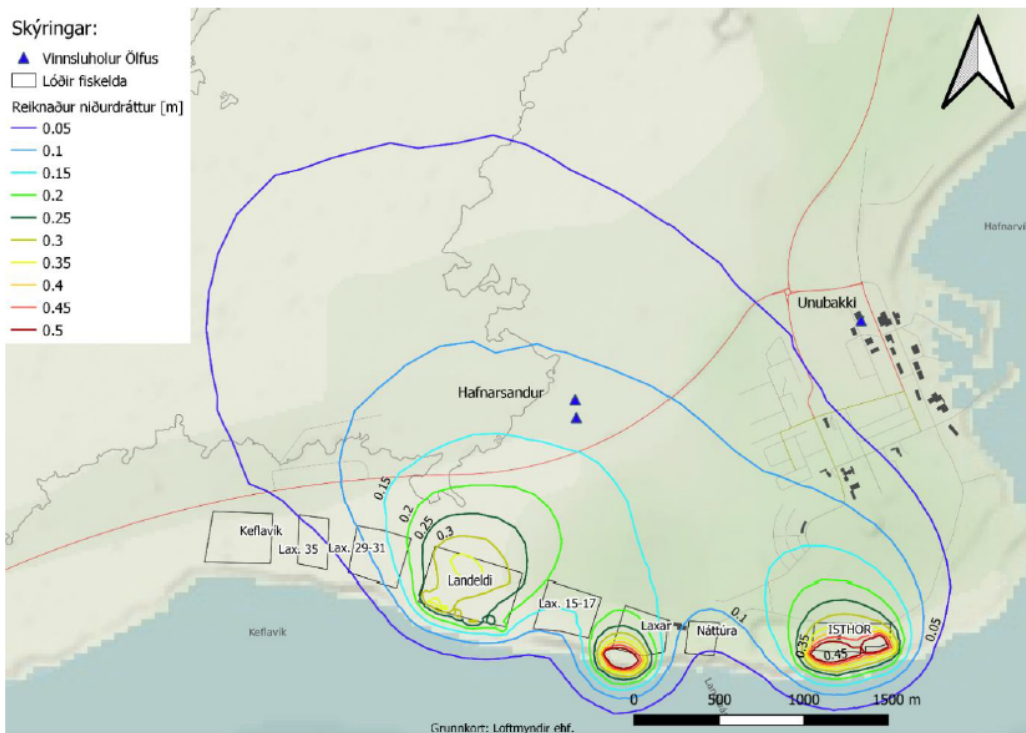 Skýringar:
Vinnsluholur Ölfus
Lóðir fiskelda
Reiknaður niðurdráttur [m]
0.05
0.1
0.15
0.2
0.25
0.3
0.35
0.4
0.45
0.5
Hafnarvík
Unubakki
Hafnarsandur
0.15
0.2
0.25
0.3
Keflavík
Lax. 35
Lax. 29-31
Landeldi
Lax. 15-17
Laxar
Náttúra
0.1
ISTHOR
0.35
0.45
0.05
Keflavík
0
500
1000
1500 m
Grunnkort: Loftmyndir ehf.